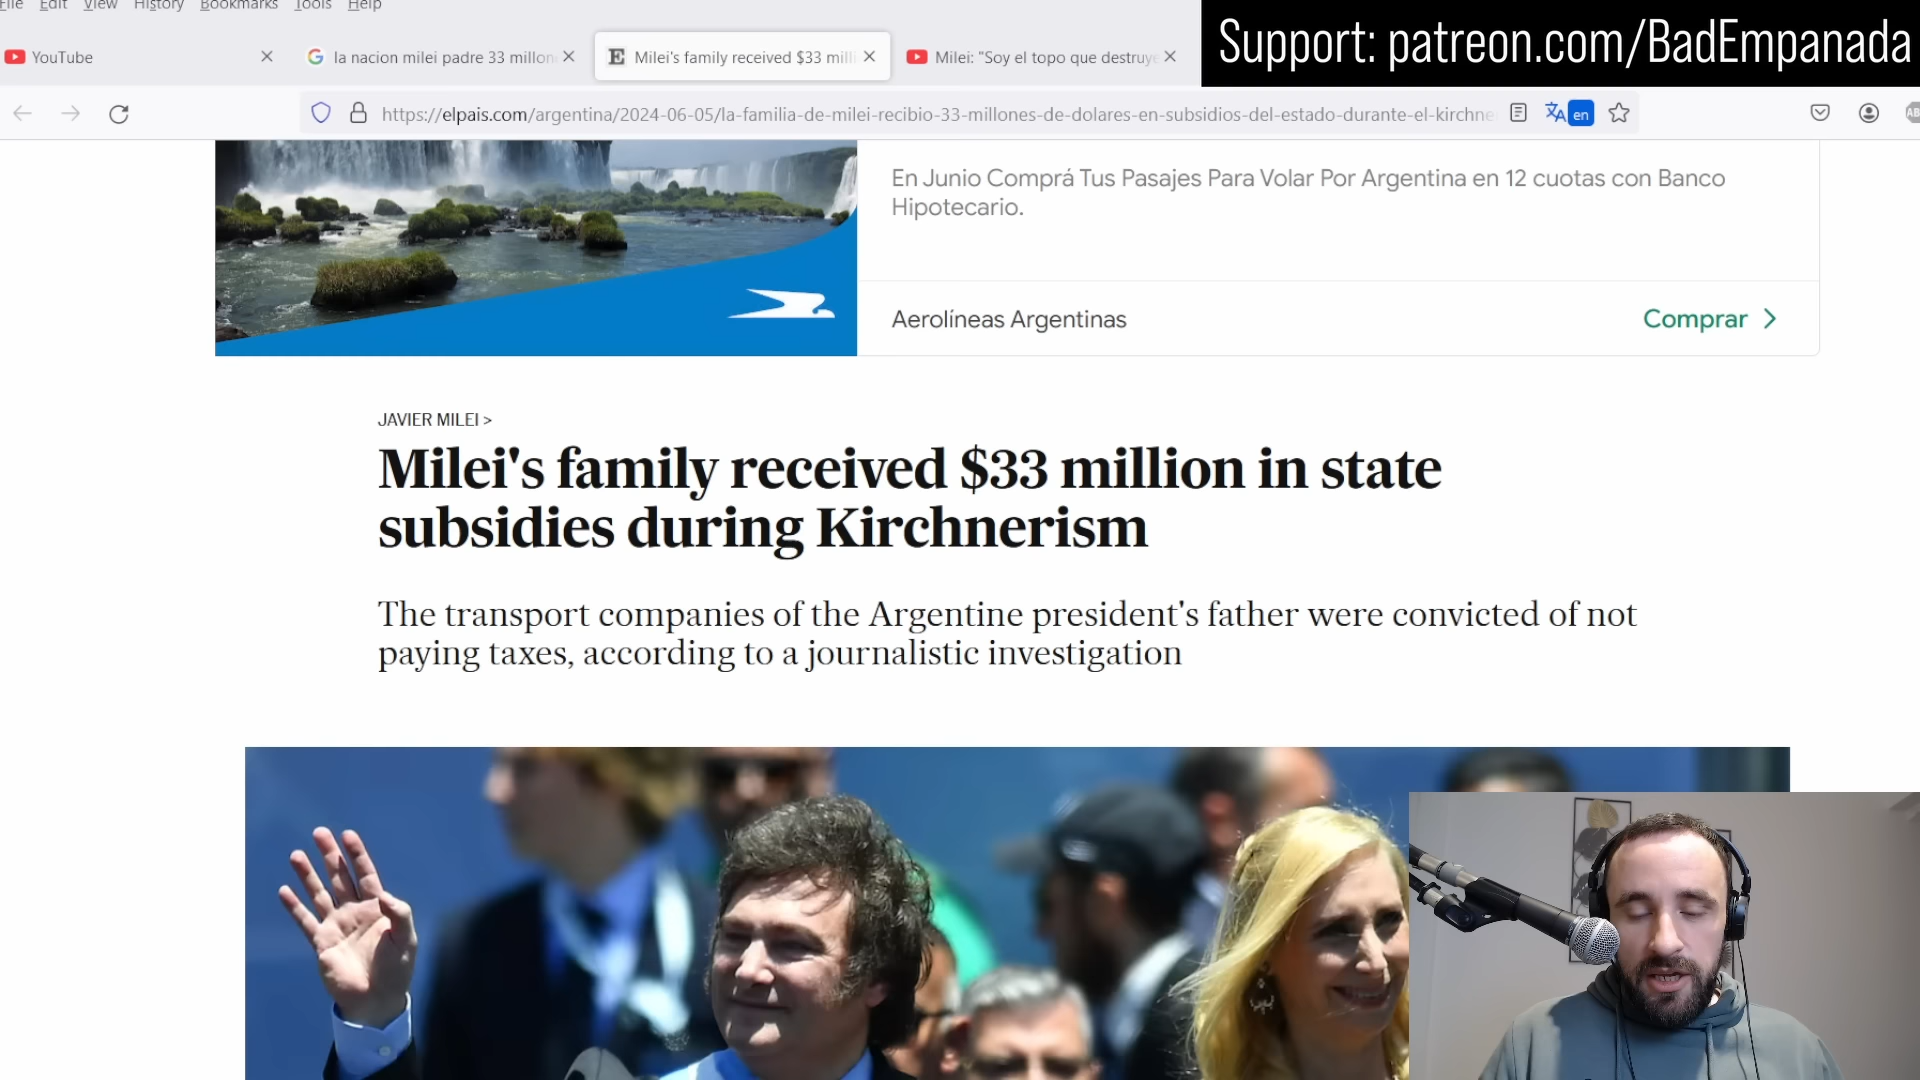 File Edit View History Bookmarks Tools Help
Support: patreon.com/BadEmpanada
YouTube
la nacion milei padre 33 millon
Milei's family received $33 mill
Milei: "Soy el topo que destruye
https://elpais.com/argentina/2024-06-05/la-familia-de-milei-recibio-33-millones-de-dolares-en-subsidios-del-estado-durante-el-kirchne
en
En Junio Comprá Tus Pasajes Para Volar Por Argentina en 12 cuotas con Banco
Hipotecario.
Aerolíneas Argentinas
Comprar
JAVIER MILEI >
Milei's family received $33 million in state
subsidies during Kirchnerism
The transport companies of the Argentine president's father were convicted of not
paying taxes, according to a journalistic investigation